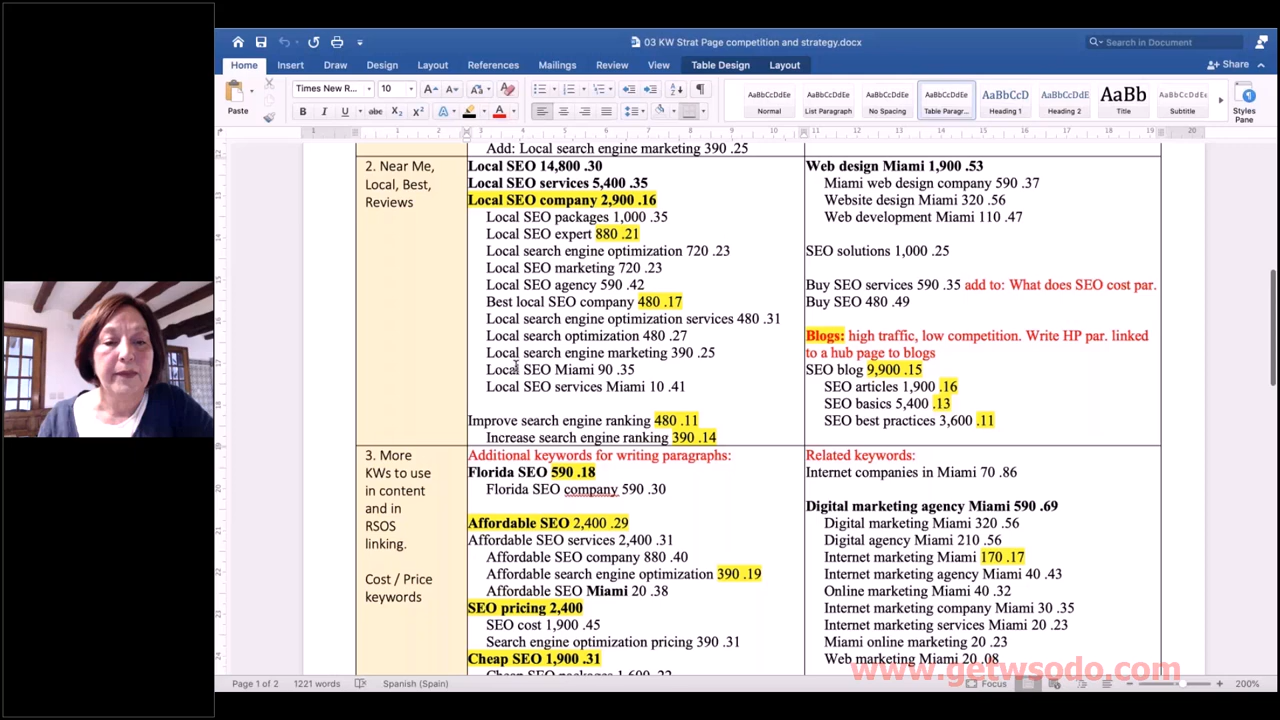 03 KW Strat Page competition and strategy.docx
Search in Document
Home Insert Draw Design Layout References Mailings Review View Table Design Layout Share
Paste
Times New R... 10
AaBbCcDdEe AaBbCcDdEe AaBbCcDdEe AaBbCcDdEe AaBbCcD AaBbCcDdEe AaBb AaBbCcDdEe
Normal List Paragraph No Spacing Table Paragr... Heading 1 Heading 2 Title Subtitle Styles Pane
Add: Local search engine marketing 390 .25
2. Near Me,
Local, Best,
Reviews
Local SEO 14,800 .30
Local SEO services 5,400 .35
Local SEO company 2,900 .16
Local SEO packages 1,000 .35
Local SEO expert 880 .21
Local search engine optimization 720 .23
Local SEO marketing 720 .23
Local SEO agency 590 .42
Best local SEO company 480 .17
Local search engine optimization services 480 .31
Local search optimization 480 .27
Local search engine marketing 390 .25
Local SEO Miami 90 .35
Local SEO services Miami 10 .41
Improve search engine ranking 480 .11
Increase search engine ranking 390 .14
Web design Miami 1,900 .53
Miami web design company 590 .37
Website design Miami 320 .56
Web development Miami 110 .47
SEO solutions 1,000 .25
Buy SEO services 590 .35 add to: What does SEO cost par.
Buy SEO 480 .49
Blogs: high traffic, low competition. Write HP par. linked
to a hub page to blogs
SEO blog 9,900 .15
SEO articles 1,900 .16
SEO basics 5,400 .13
SEO best practices 3,600 .11
3. More
KWs to use
in content
and in
RSOS
linking.
Cost / Price
keywords
Additional keywords for writing paragraphs:
Florida SEO 590 .18
Florida SEO company 590 .30
Affordable SEO 2,400 .29
Affordable SEO services 2,400 .31
Affordable SEO company 880 .40
Affordable search engine optimization 390 .19
Affordable SEO Miami 20 .38
SEO pricing 2,400
SEO cost 1,900 .45
Search engine optimization pricing 390 .31
Cheap SEO 1,900 .31
Related keywords:
Internet companies in Miami 70 .86
Digital marketing agency Miami 590 .69
Digital marketing Miami 320 .56
Digital agency Miami 210 .56
Internet marketing Miami 170 .17
Internet marketing agency Miami 40 .43
Online marketing Miami 40 .32
Internet marketing company Miami 30 .35
Internet marketing services Miami 20 .23
Miami online marketing 20 .23
Web marketing Miami 20 .08
www.getwsodo.com
Page 1 of 2 1221 words Spanish (Spain) Focus 200%